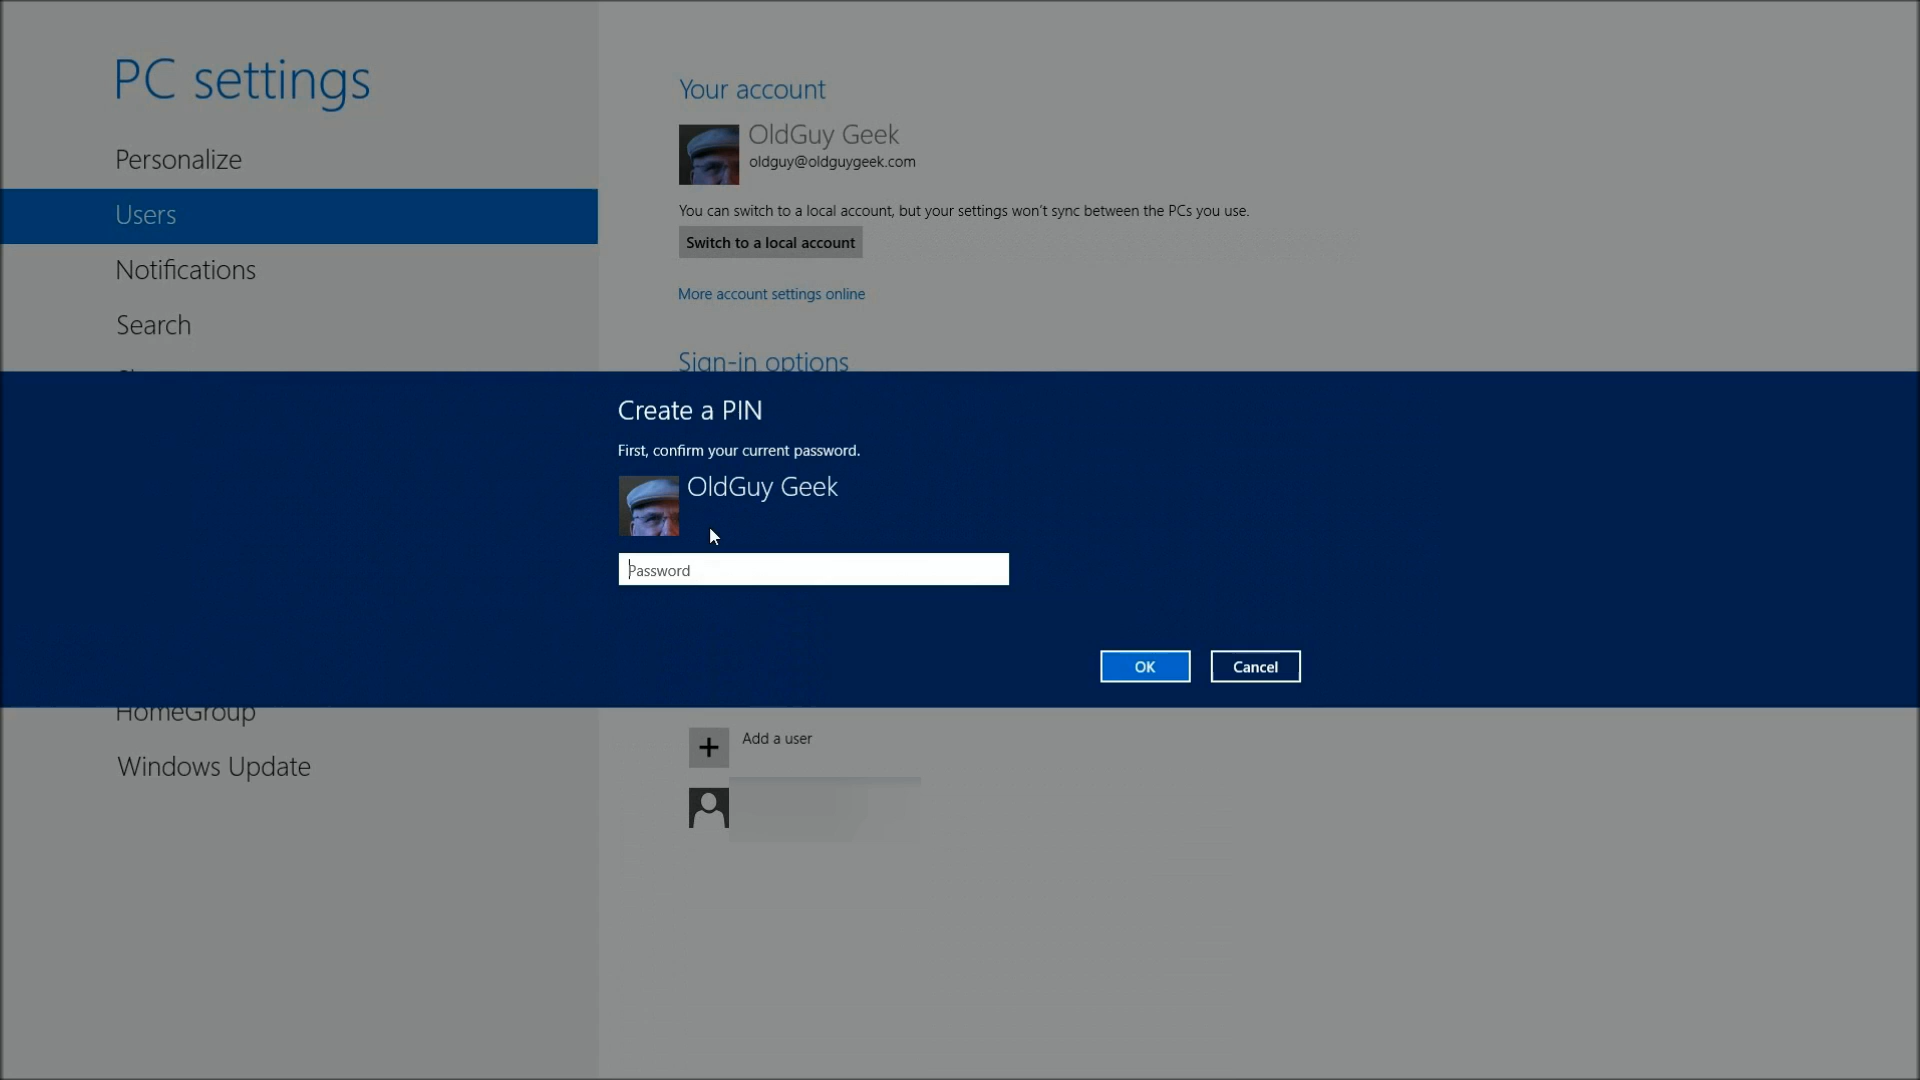 PC settings
Personalize
Users
Notifications
Search
HomeGroup
Windows Update
Your account
OldGuy Geek
oldguy@oldguygeek.com
You can switch to a local account, but your settings won't sync between the PCs you use.
Switch to a local account
More account settings online
Sign-in options
Create a PIN
First, confirm your current password.
OldGuy Geek
Password
OK
Cancel
Add a user